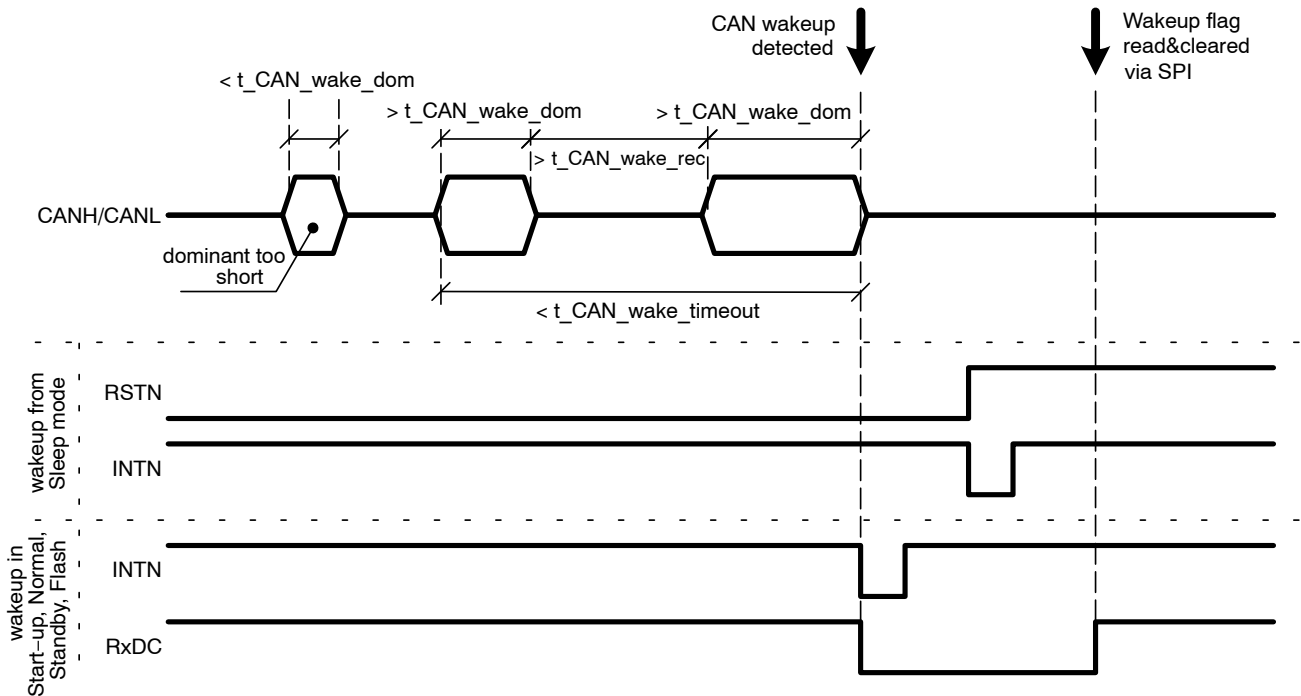 CAN wakeup
detected
Wakeup flag
read&cleared
via SPI
< t_CAN_wake_dom
> t_CAN_wake_dom
> t_CAN_wake_dom
> t_CAN_wake_rec
CANH/CANL
dominant too
short
< t_CAN_wake_timeout
wakeup from
Sleep mode
RSTN
INTN
wakeup in
Start−up, Normal,
Standby, Flash
INTN
RxDC